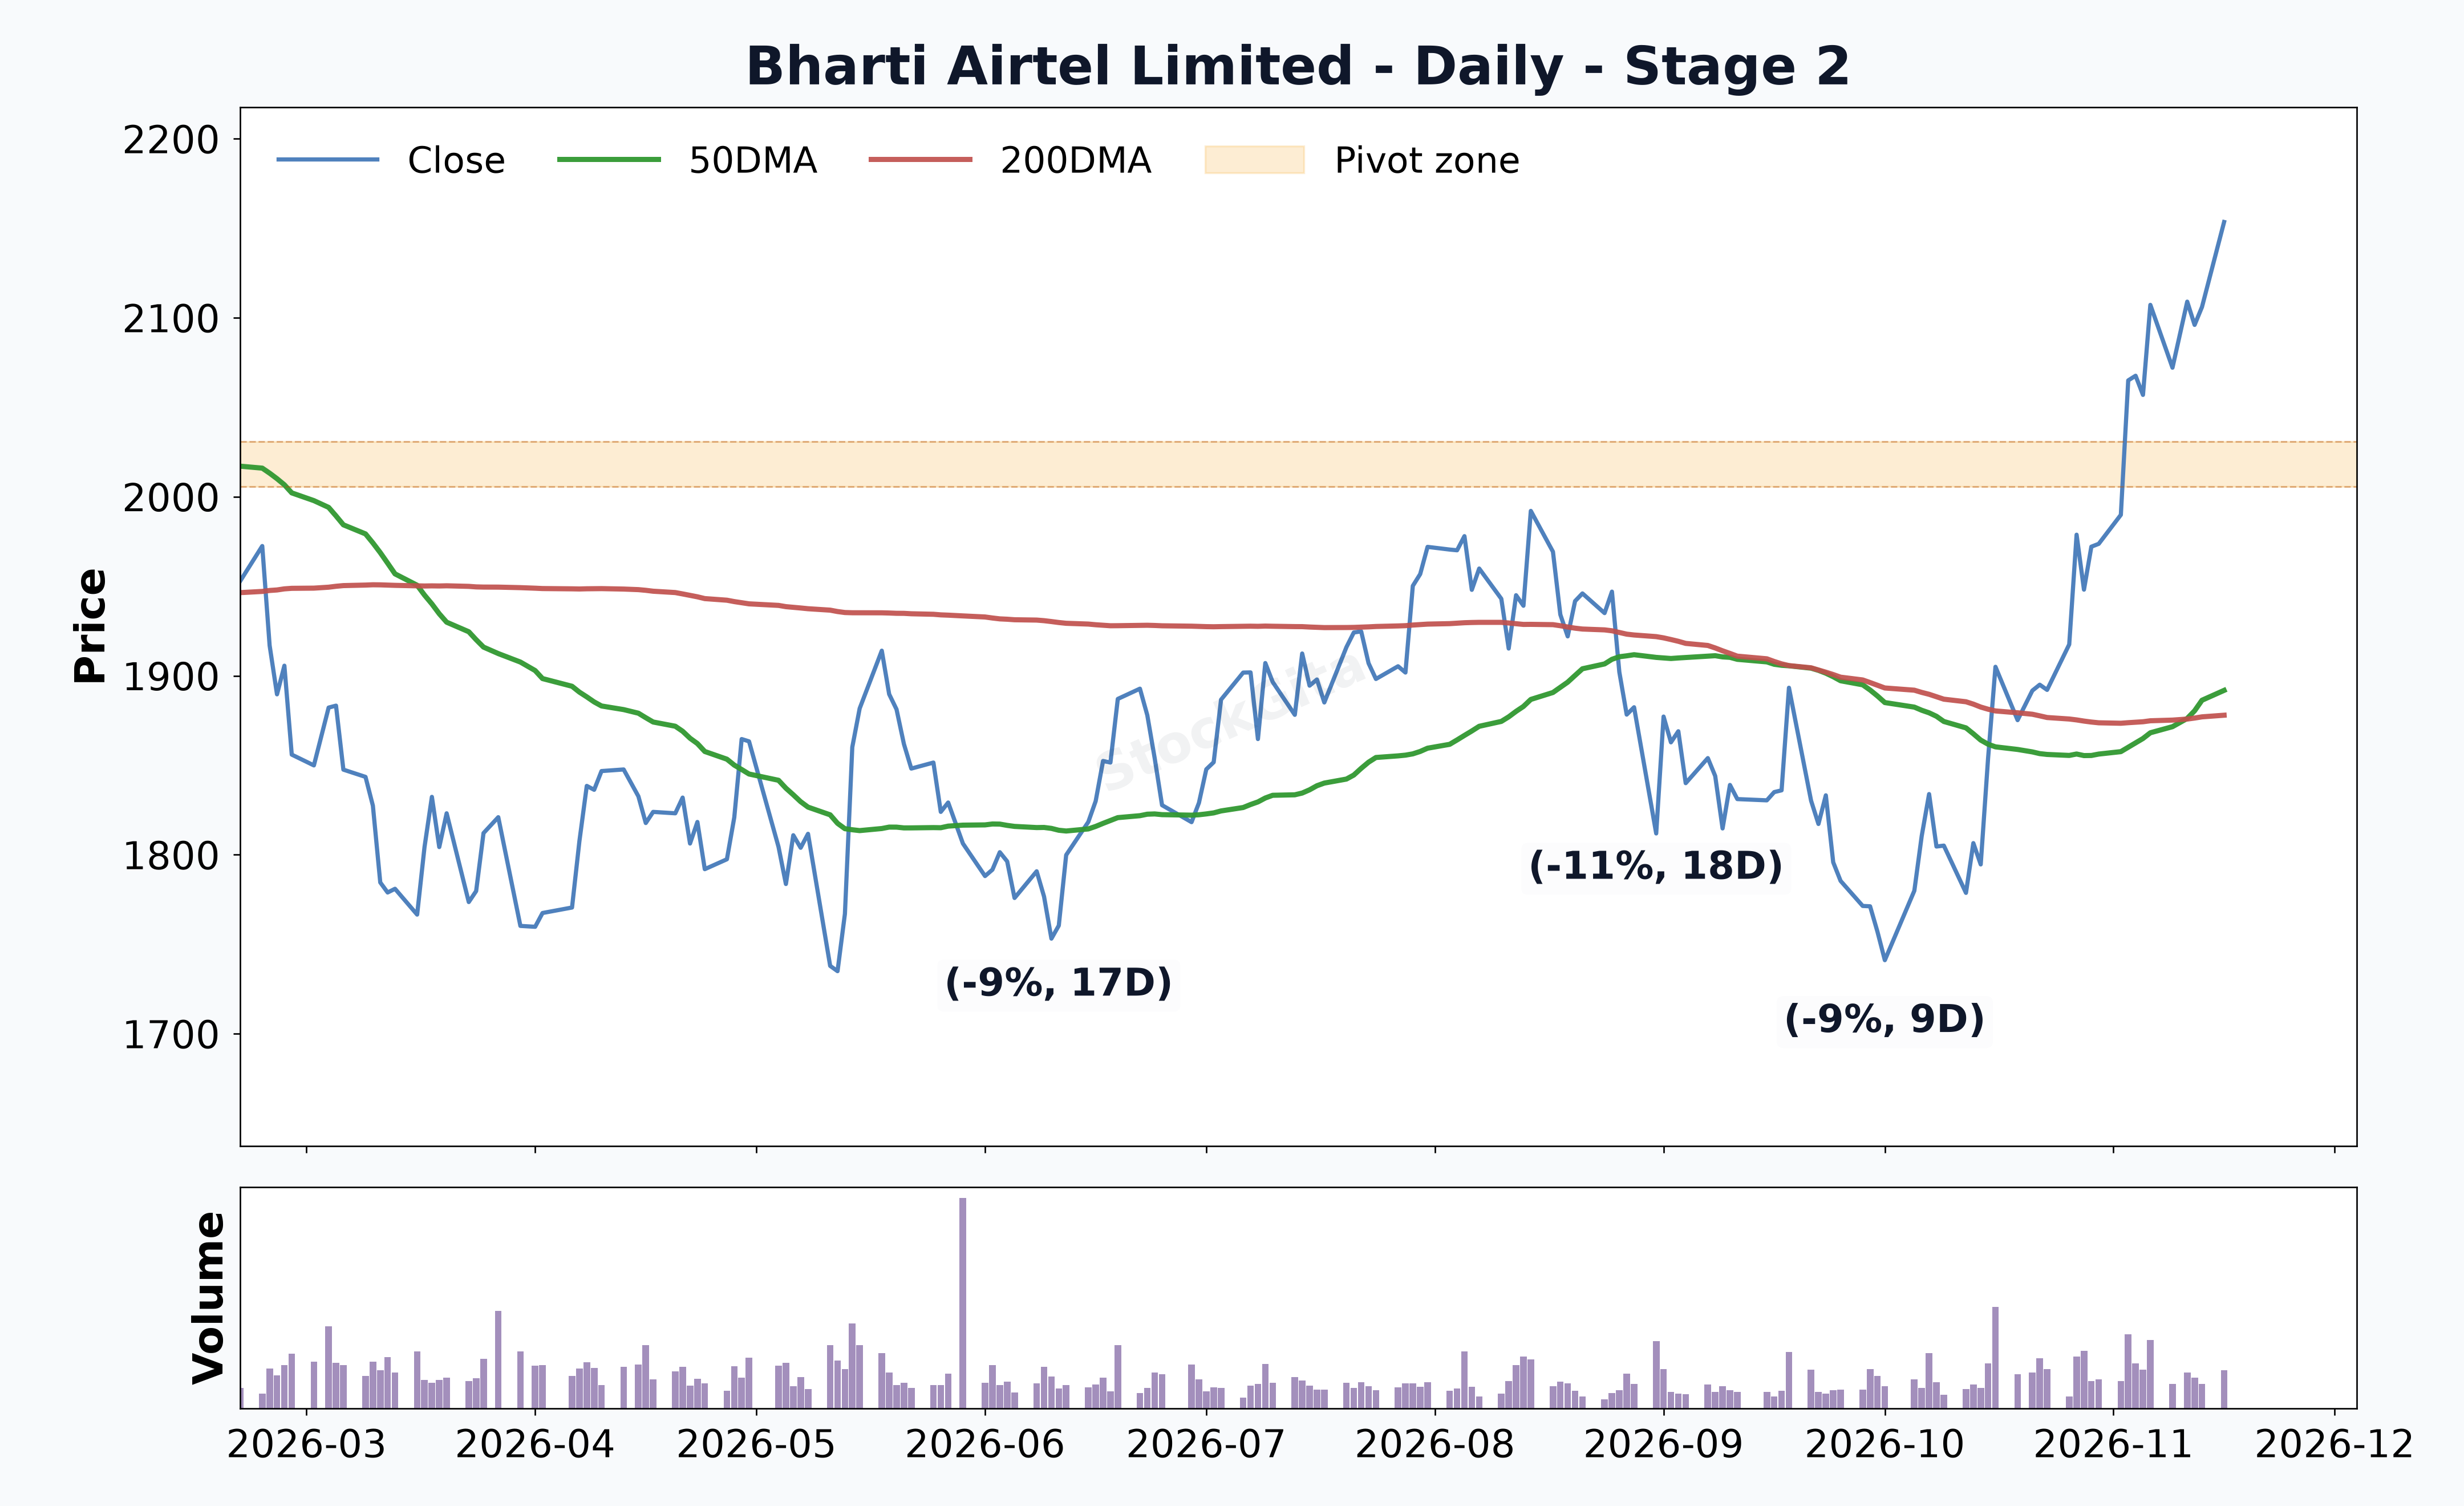 Bharti Airtel Limited - Daily - Stage 2
Close 50DMA 200DMA Pivot zone
Price
2200
2100
2000
1900
1800
1700
StockGita
(-11%, 18D)
(-9%, 17D)
(-9%, 9D)
Volume
2026-03 2026-04 2026-05 2026-06 2026-07 2026-08 2026-09 2026-10 2026-11 2026-12